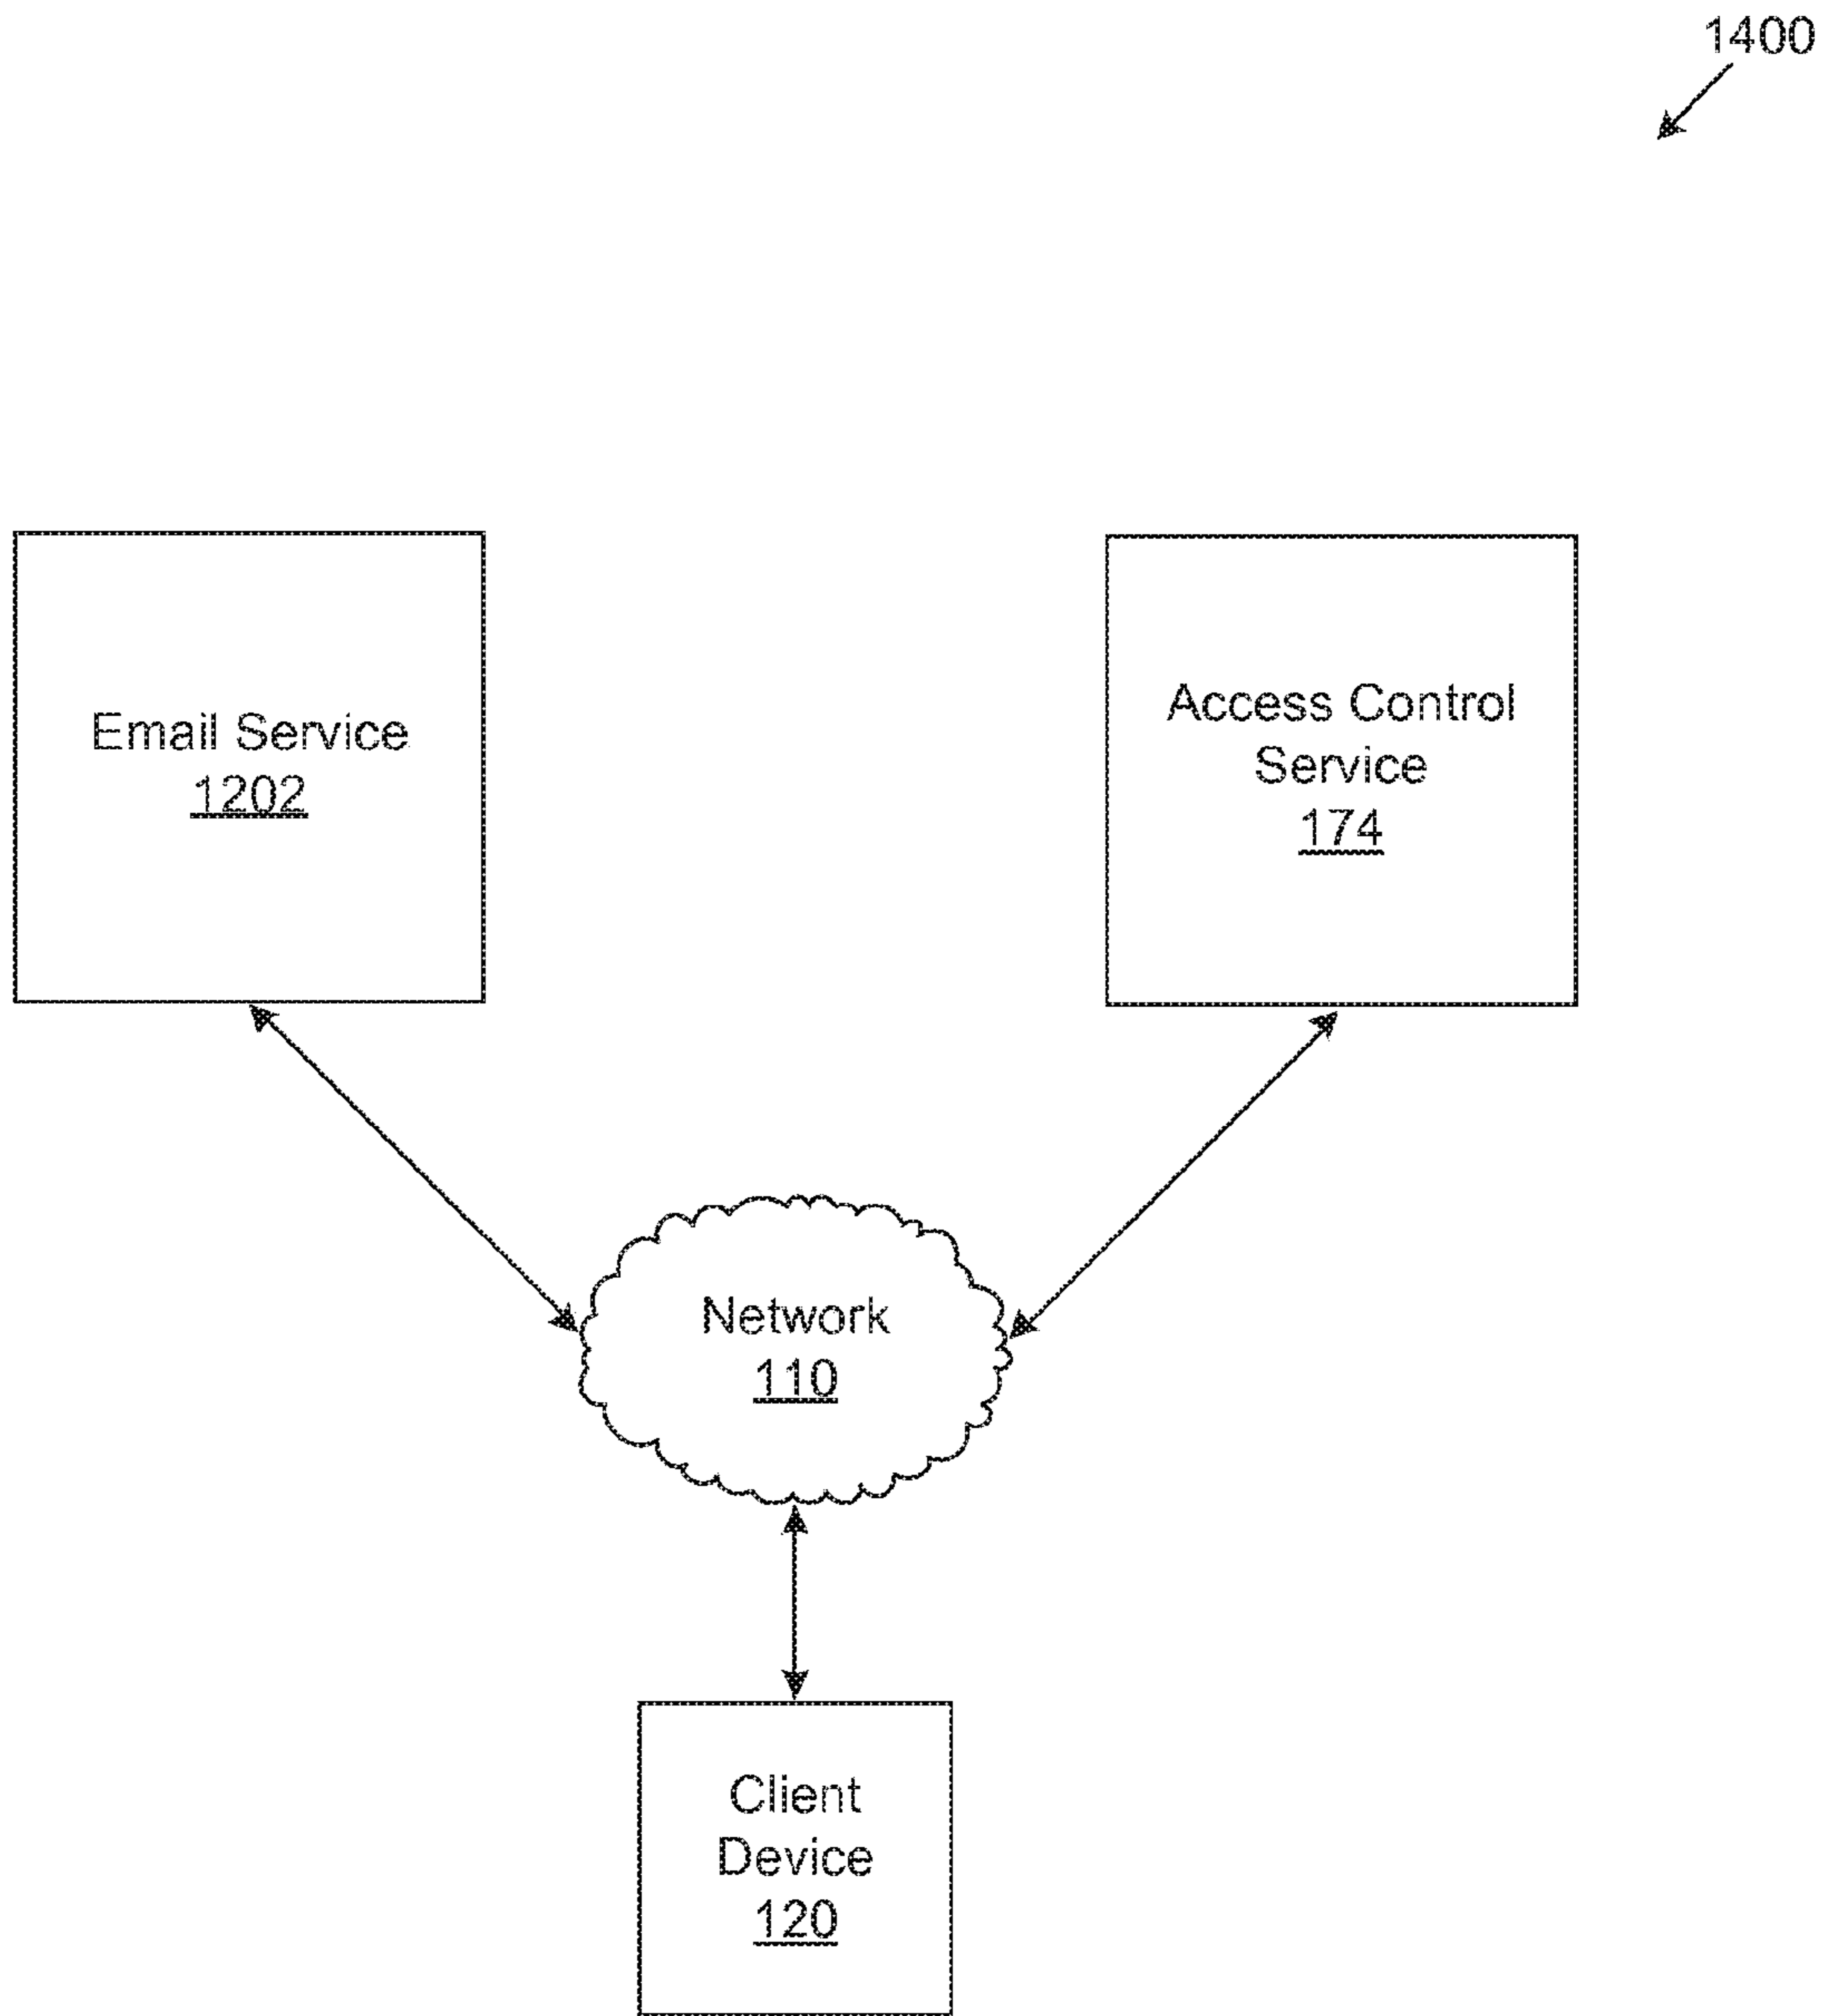 1400
Email Service
1202
Access Control
Service
174
Network
110
Client
Device
120